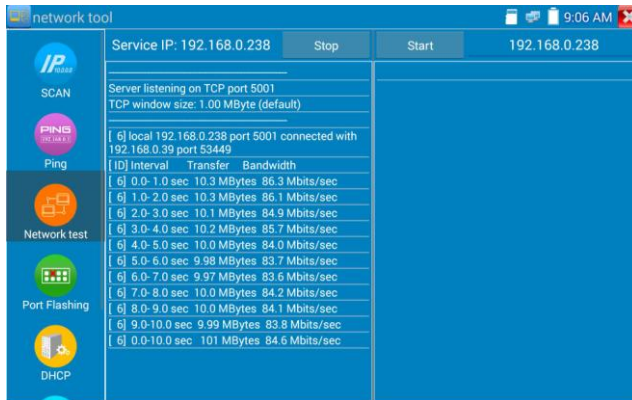 network tool
9:06 AM
Service IP: 192.168.0.238
Stop
Start
192.168.0.238
IP
SCAN
PING
Ping
Network test
Port Flashing
DHCP
Server listening on TCP port 5001
TCP window size: 1.00 MByte (default)
[ 6] local 192.168.0.238 port 5001 connected with
192.168.0.39 port 53449
[ ID] Interval Transfer Bandwidth
[ 6] 0.0- 1.0 sec 10.3 MBytes 86.3 Mbits/sec
[ 6] 1.0- 2.0 sec 10.3 MBytes 86.1 Mbits/sec
[ 6] 2.0- 3.0 sec 10.1 MBytes 84.9 Mbits/sec
[ 6] 3.0- 4.0 sec 10.2 MBytes 85.7 Mbits/sec
[ 6] 4.0- 5.0 sec 10.0 MBytes 84.0 Mbits/sec
[ 6] 5.0- 6.0 sec 9.98 MBytes 83.7 Mbits/sec
[ 6] 6.0- 7.0 sec 9.97 MBytes 83.6 Mbits/sec
[ 6] 7.0- 8.0 sec 10.0 MBytes 84.2 Mbits/sec
[ 6] 8.0- 9.0 sec 10.0 MBytes 84.1 Mbits/sec
[ 6] 9.0-10.0 sec 9.99 MBytes 83.8 Mbits/sec
[ 6] 0.0-10.0 sec 101 MBytes 84.6 Mbits/sec